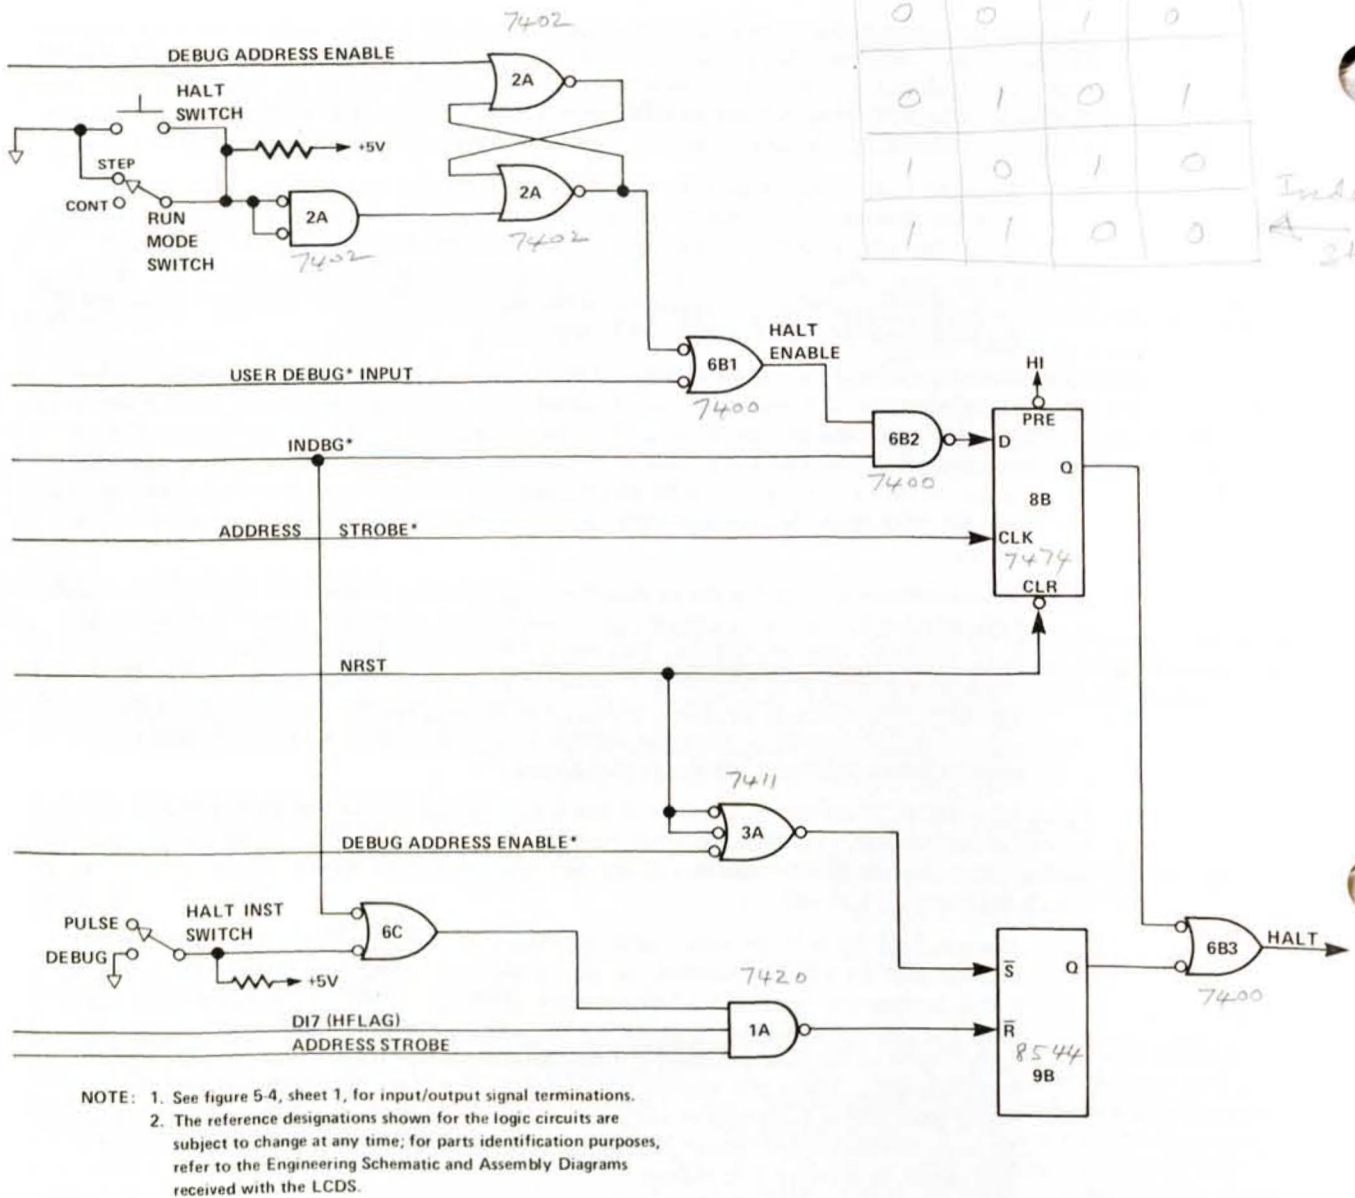 7402
0 0 1 0
DEBUG ADDRESS ENABLE
2A
HALT
SWITCH
0 1 0 1
+5V
STEP
1 0 1 0
CONT
2A
2A
RUN
MODE
SWITCH
7402
7402
1 1 0 0
HALT
ENABLE
6B1
HI
USER DEBUG* INPUT
7400
PRE
INDBG*
6B2
D
Q
7400
8B
ADDRESS STROBE*
CLK
7474
CLR
NRST
7411
3A
DEBUG ADDRESS ENABLE*
HALT INST
SWITCH
PULSE
6C
DEBUG
+5V
7420
S̅
Q
6B3
HALT
7400
DI7 (HFLAG)
1A
R̅
ADDRESS STROBE
8544
9B
NOTE: 1. See figure 5-4, sheet 1, for input/output signal terminations.
2. The reference designations shown for the logic circuits are
subject to change at any time; for parts identification purposes,
refer to the Engineering Schematic and Assembly Diagrams
received with the LCDS.